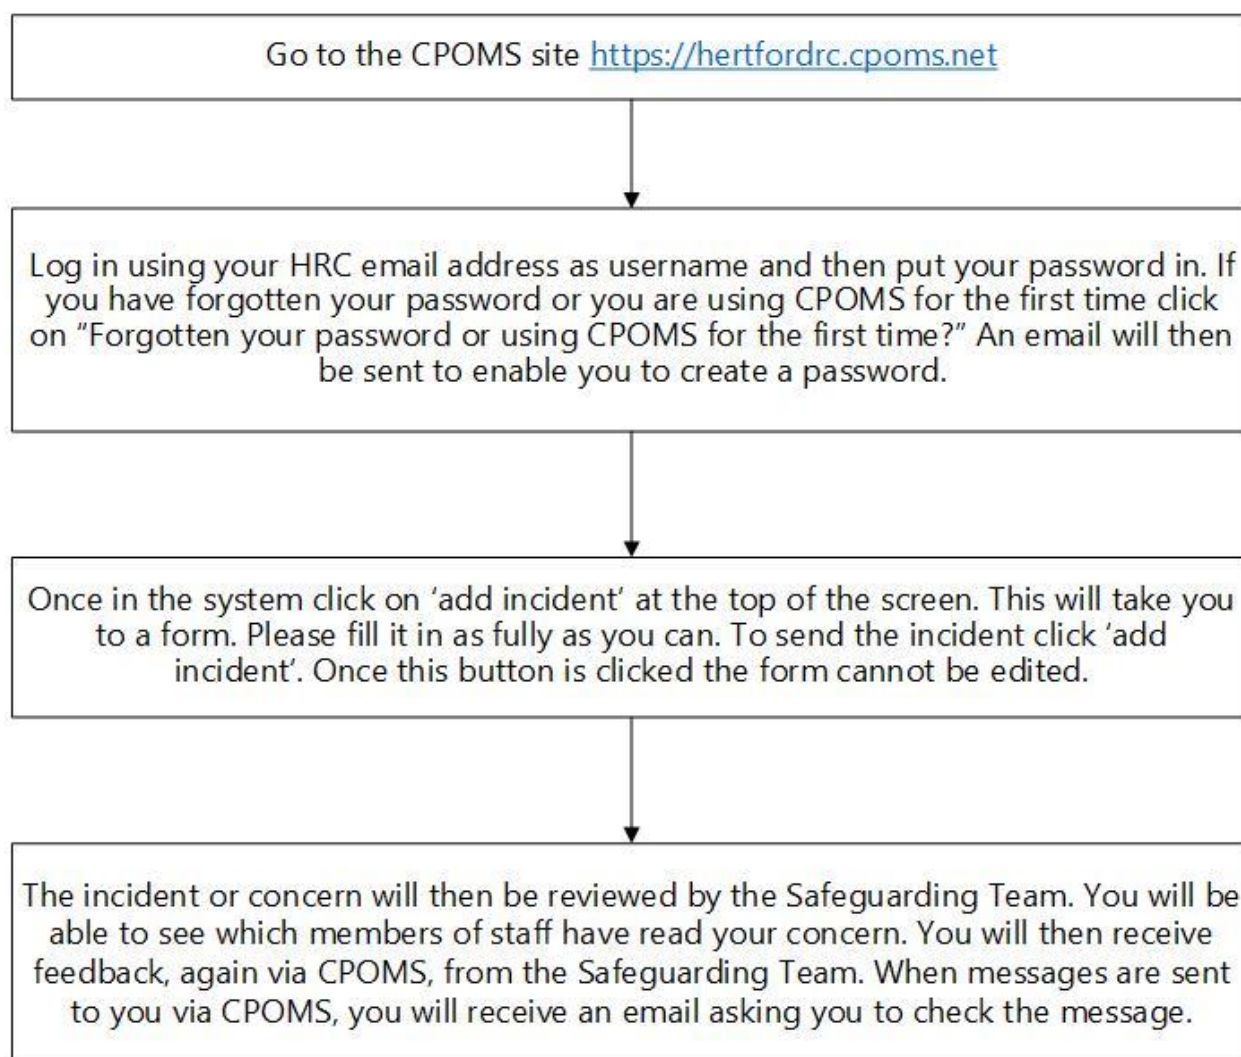 Go to the CPOMS site https://hertfordrc.cpoms.net
Log in using your HRC email address as username and then put your password in. If
you have forgotten your password or you are using CPOMS for the first time click
on “Forgotten your password or using CPOMS for the first time?” An email will then
be sent to enable you to create a password.
Once in the system click on ‘add incident’ at the top of the screen. This will take you
to a form. Please fill it in as fully as you can. To send the incident click ‘add
incident’. Once this button is clicked the form cannot be edited.
The incident or concern will then be reviewed by the Safeguarding Team. You will be
able to see which members of staff have read your concern. You will then receive
feedback, again via CPOMS, from the Safeguarding Team. When messages are sent
to you via CPOMS, you will receive an email asking you to check the message.